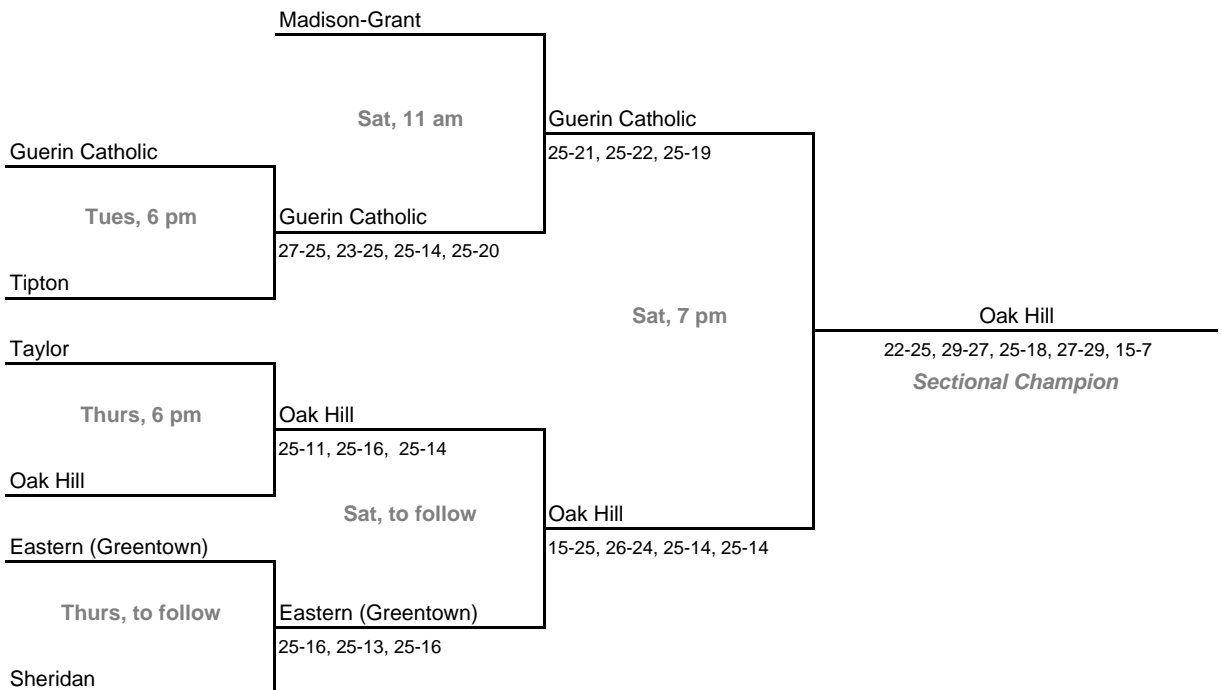 Madison-Grant
Sat, 11 am
Guerin Catholic
Guerin Catholic
25-21, 25-22, 25-19
Tues, 6 pm
Guerin Catholic
27-25, 23-25, 25-14, 25-20
Tipton
Sat, 7 pm
Oak Hill
Taylor
22-25, 29-27, 25-18, 27-29, 15-7
Sectional Champion
Thurs, 6 pm
Oak Hill
25-11, 25-16, 25-14
Oak Hill
Sat, to follow
Oak Hill
Eastern (Greentown)
15-25, 26-24, 25-14, 25-14
Thurs, to follow
Eastern (Greentown)
25-16, 25-13, 25-16
Sheridan